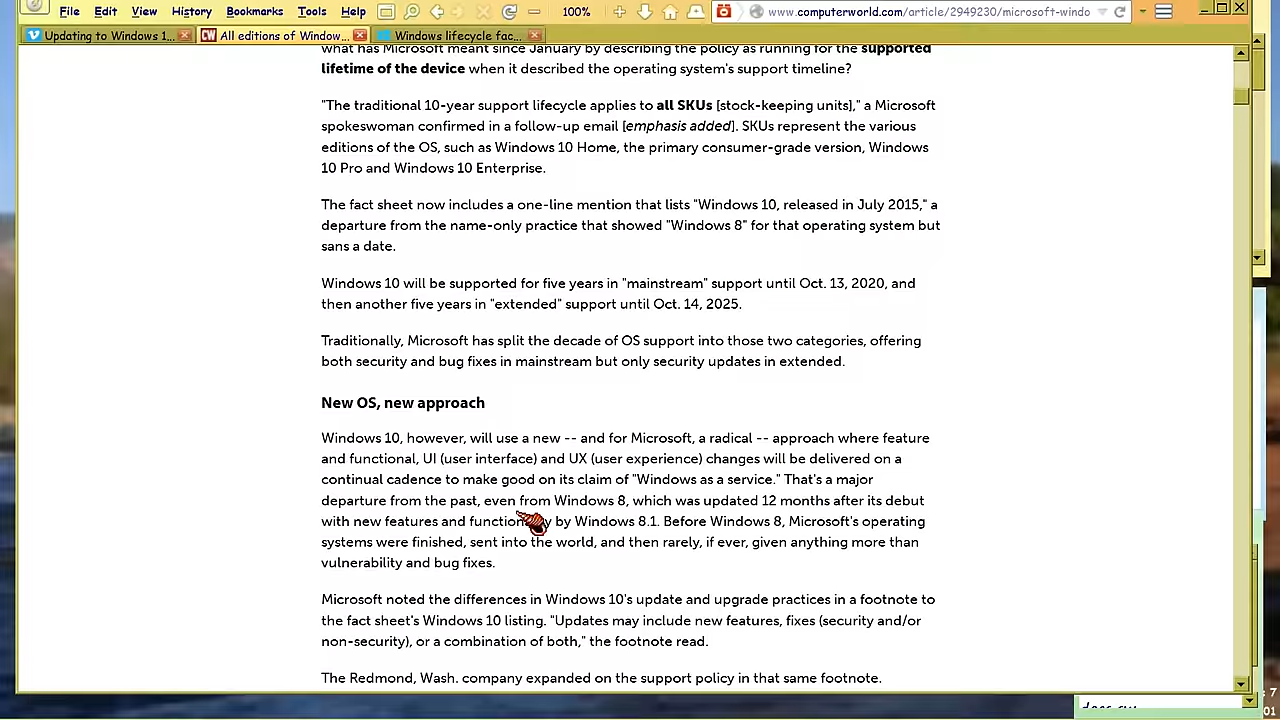 File Edit View History Bookmarks Tools Help 100% www.computerworld.com/article/2949230/microsoft-windo
Updating to Windows 1... CW All editions of Window... Windows lifecycle fac...
what has Microsoft meant since January by describing the policy as running for the supported
lifetime of the device when it described the operating system's support timeline?
"The traditional 10-year support lifecycle applies to all SKUs [stock-keeping units]," a Microsoft
spokeswoman confirmed in a follow-up email [emphasis added]. SKUs represent the various
editions of the OS, such as Windows 10 Home, the primary consumer-grade version, Windows
10 Pro and Windows 10 Enterprise.
The fact sheet now includes a one-line mention that lists "Windows 10, released in July 2015," a
departure from the name-only practice that showed "Windows 8" for that operating system but
sans a date.
Windows 10 will be supported for five years in "mainstream" support until Oct. 13, 2020, and
then another five years in "extended" support until Oct. 14, 2025.
Traditionally, Microsoft has split the decade of OS support into those two categories, offering
both security and bug fixes in mainstream but only security updates in extended.
New OS, new approach
Windows 10, however, will use a new -- and for Microsoft, a radical -- approach where feature
and functional, UI (user interface) and UX (user experience) changes will be delivered on a
continual cadence to make good on its claim of "Windows as a service." That's a major
departure from the past, even from Windows 8, which was updated 12 months after its debut
with new features and function y by Windows 8.1. Before Windows 8, Microsoft's operating
systems were finished, sent into the world, and then rarely, if ever, given anything more than
vulnerability and bug fixes.
Microsoft noted the differences in Windows 10's update and upgrade practices in a footnote to
the fact sheet's Windows 10 listing. "Updates may include new features, fixes (security and/or
non-security), or a combination of both," the footnote read.
The Redmond, Wash. company expanded on the support policy in that same footnote.
: 7
01